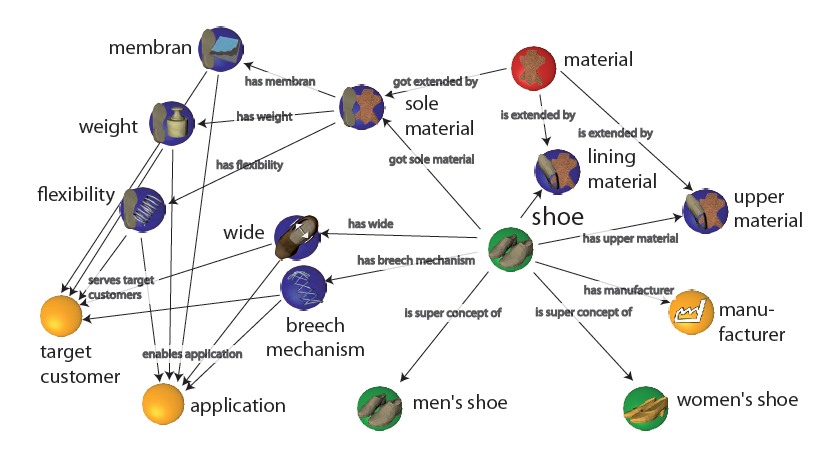 membran
material
has membran
got extended by
sole
material
weight
has weight
is extended by
is extended by
has flexibility
got sole material
lining
material
flexibility
upper
material
shoe
wide
has wide
has upper material
has breech mechanism
serves target
customers
has manufacturer
manu-
facturer
breech
mechanism
is super concept of
is super concept of
target
customer
enables application
application
men's shoe
women's shoe